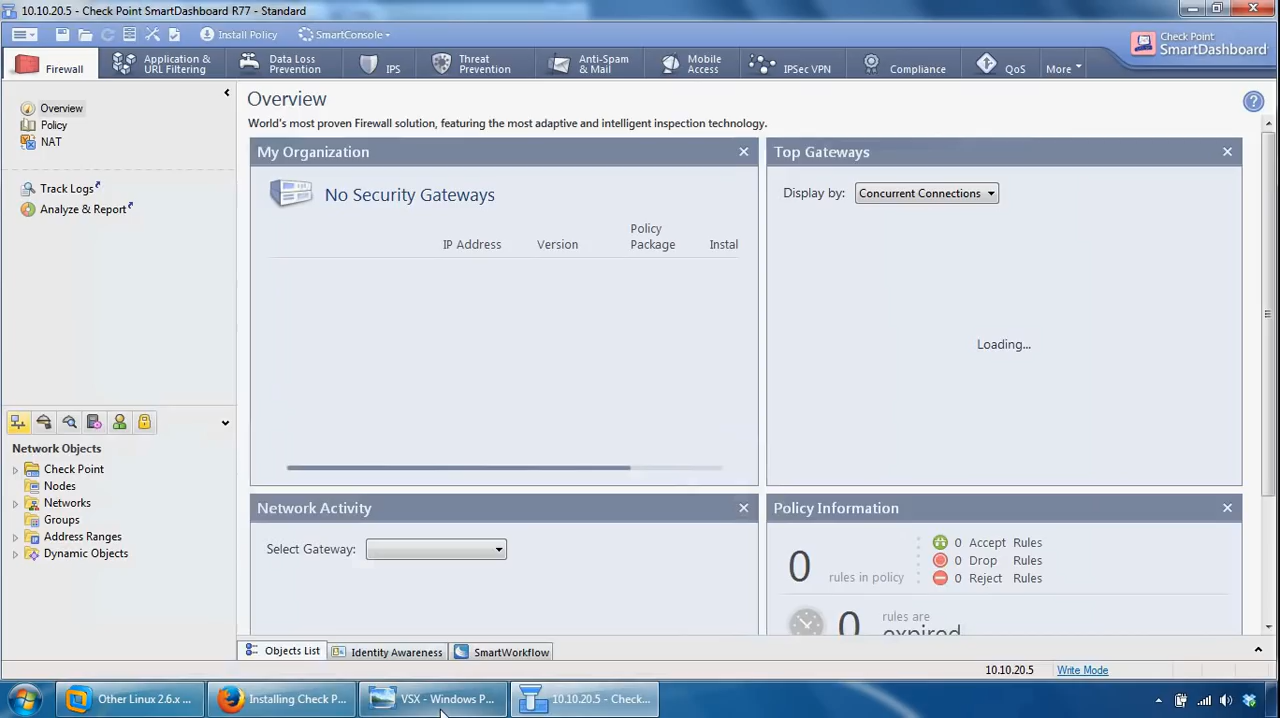 10.10.20.5 - Check Point SmartDashboard R77 - Standard
Install Policy
SmartConsole
Check Point
SmartDashboard
Firewall
Application &
URL Filtering
Data Loss
Prevention
IPS
Threat
Prevention
Anti-Spam
& Mail
Mobile
Access
IPSec VPN
Compliance
QoS
More
Overview
Policy
NAT
Track Logs
Analyze & Report
Overview
World's most proven Firewall solution, featuring the most adaptive and intelligent inspection technology.
My Organization
No Security Gateways
IP Address
Version
Policy
Package
Instal
Top Gateways
Display by: Concurrent Connections
Loading...
Network Objects
Check Point
Nodes
Networks
Groups
Address Ranges
Dynamic Objects
Network Activity
Select Gateway:
Policy Information
0 rules in policy
0 Accept Rules
0 Drop Rules
0 Reject Rules
0 rules are
expired
Objects List
Identity Awareness
SmartWorkflow
10.10.20.5
Write Mode
Other Linux 2.6.x ...
Installing Check P...
VSX - Windows P...
10.10.20.5 - Check...